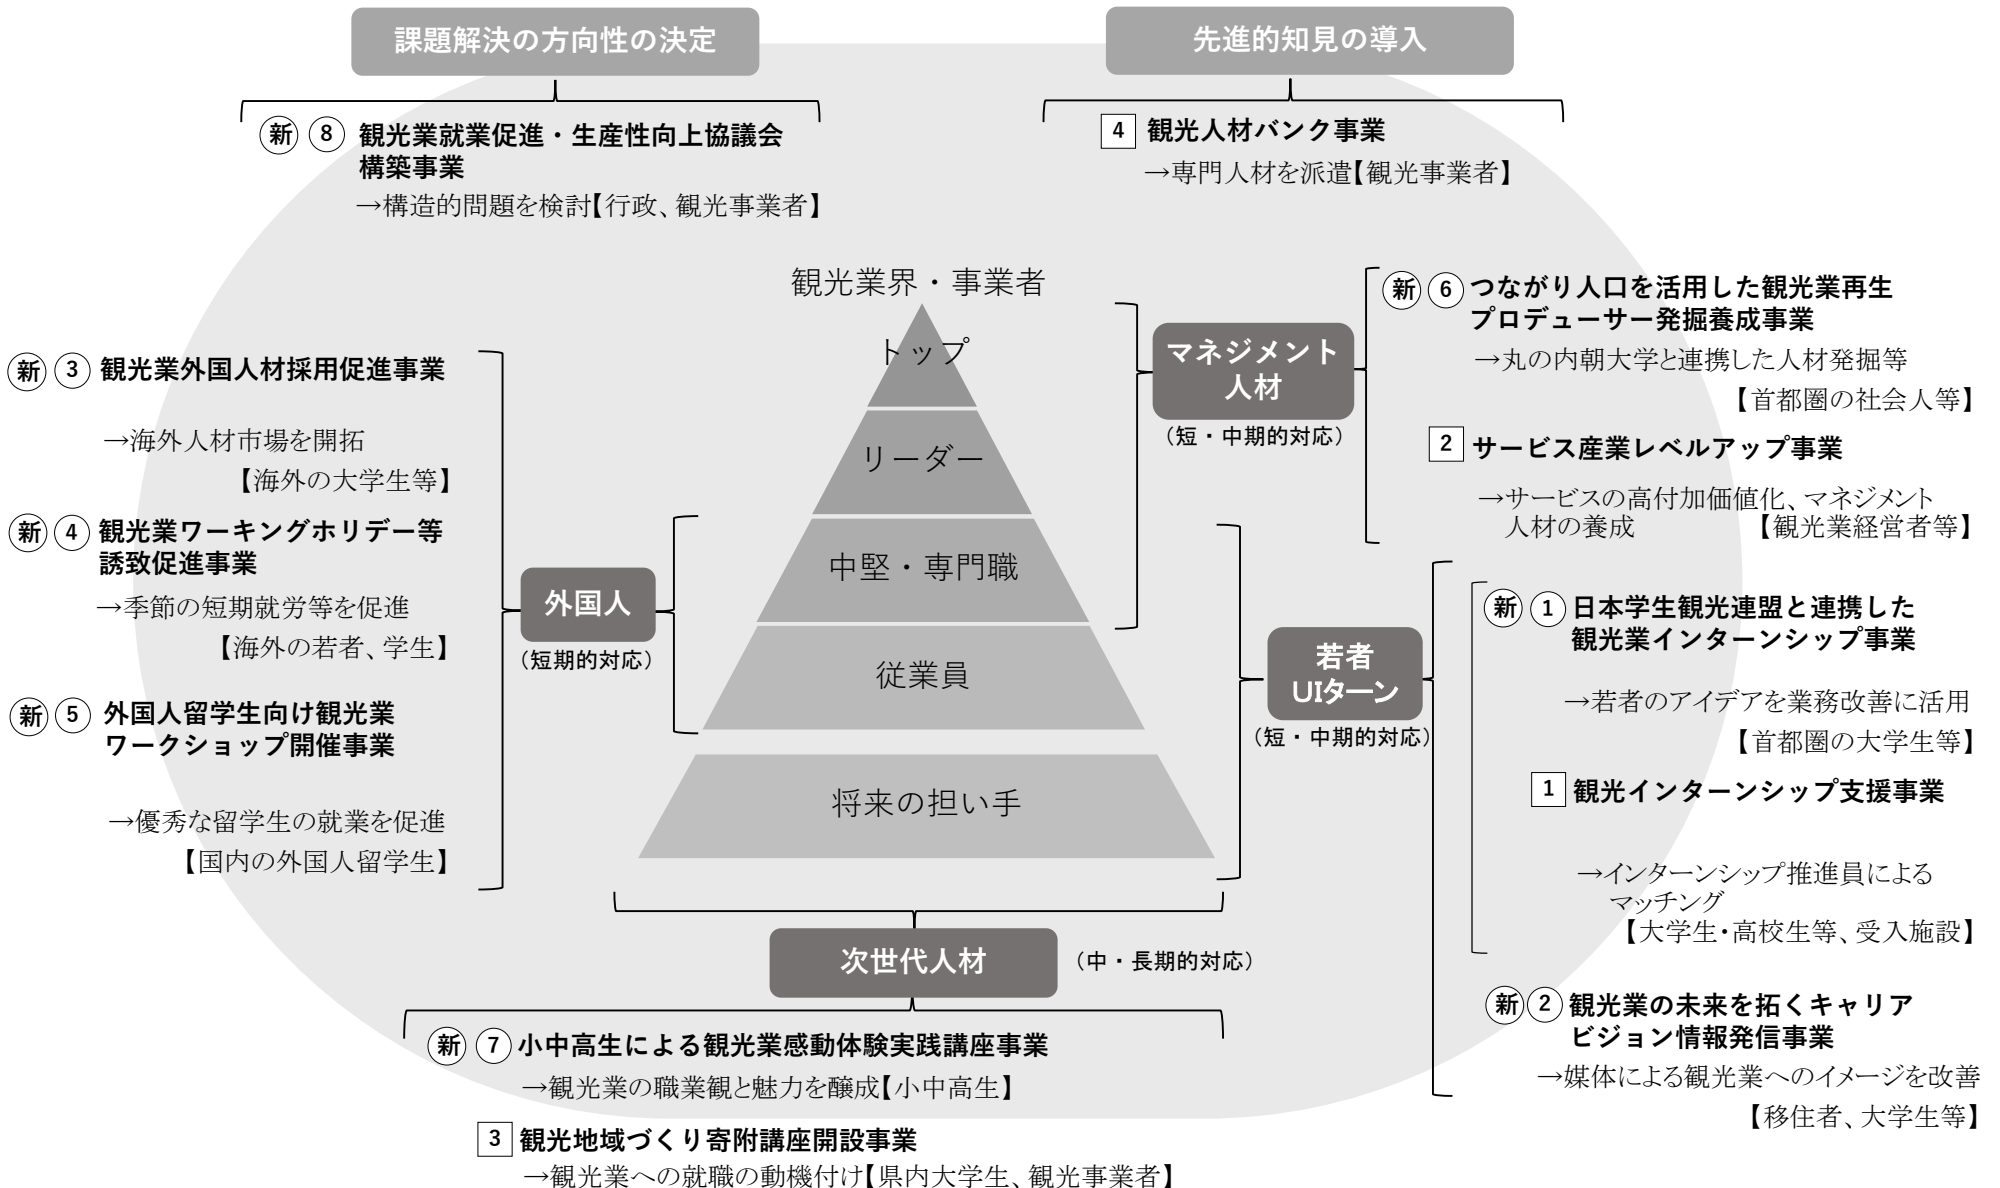 課題解決の方向性の決定
新 ⑧ 観光業就業促進・生産性向上協議会
構築事業
→構造的問題を検討【行政、観光事業者】
先進的知見の導入
4 観光人材バンク事業
→専門人材を派遣【観光事業者】
観光業界・事業者
トップ
リーダー
中堅・専門職
従業員
将来の担い手
新 ③ 観光業外国人材採用促進事業
→海外人材市場を開拓
【海外の大学生等】
新 ④ 観光業ワーキングホリデー等
誘致促進事業
→季節の短期就労等を促進
【海外の若者、学生】
新 ⑤ 外国人留学生向け観光業
ワークショップ開催事業
→優秀な留学生の就業を促進
【国内の外国人留学生】
外国人
（短期的対応）
マネジメント
人材
（短・中期的対応）
新 ⑥ つながり人口を活用した観光業再生
プロデューサー発掘養成事業
→丸の内朝大学と連携した人材発掘等
【首都圏の社会人等】
2 サービス産業レベルアップ事業
→サービスの高付加価値化、マネジメント
人材の養成 【観光業経営者等】
若者
UIターン
（短・中期的対応）
新 ① 日本学生観光連盟と連携した
観光業インターンシップ事業
→若者のアイデアを業務改善に活用
【首都圏の大学生等】
1 観光インターンシップ支援事業
→インターンシップ推進員による
マッチング
【大学生・高校生等、受入施設】
新 ② 観光業の未来を拓くキャリア
ビジョン情報発信事業
→媒体による観光業へのイメージを改善
【移住者、大学生等】
次世代人材 （中・長期的対応）
新 ⑦ 小中高生による観光業感動体験実践講座事業
→観光業の職業観と魅力を醸成【小中高生】
3 観光地域づくり寄附講座開設事業
→観光業への就職の動機付け【県内大学生、観光事業者】